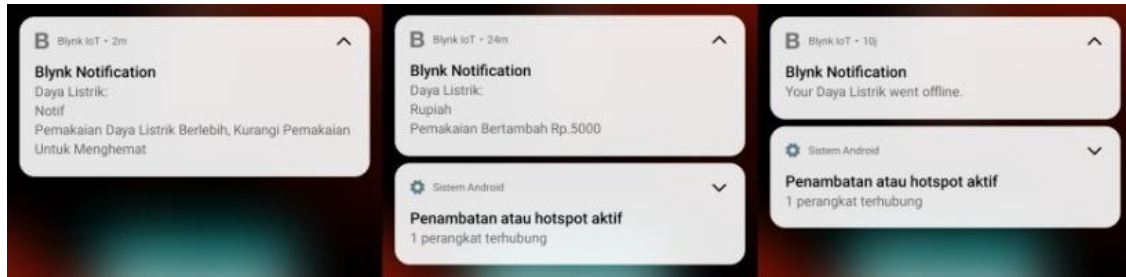 B Blynk IoT • 2m
Blynk Notification
Daya Listrik:
Notif
Pemakaian Daya Listrik Berlebih, Kurangi Pemakaian
Untuk Menghemat
B Blynk IoT • 24m
Blynk Notification
Daya Listrik:
Rupiah
Pemakaian Bertambah Rp.5000
Sistem Android
Penambatan atau hotspot aktif
1 perangkat terhubung
B Blynk IoT • 10j
Blynk Notification
Your Daya Listrik went offline.
Sistem Android
Penambatan atau hotspot aktif
1 perangkat terhubung